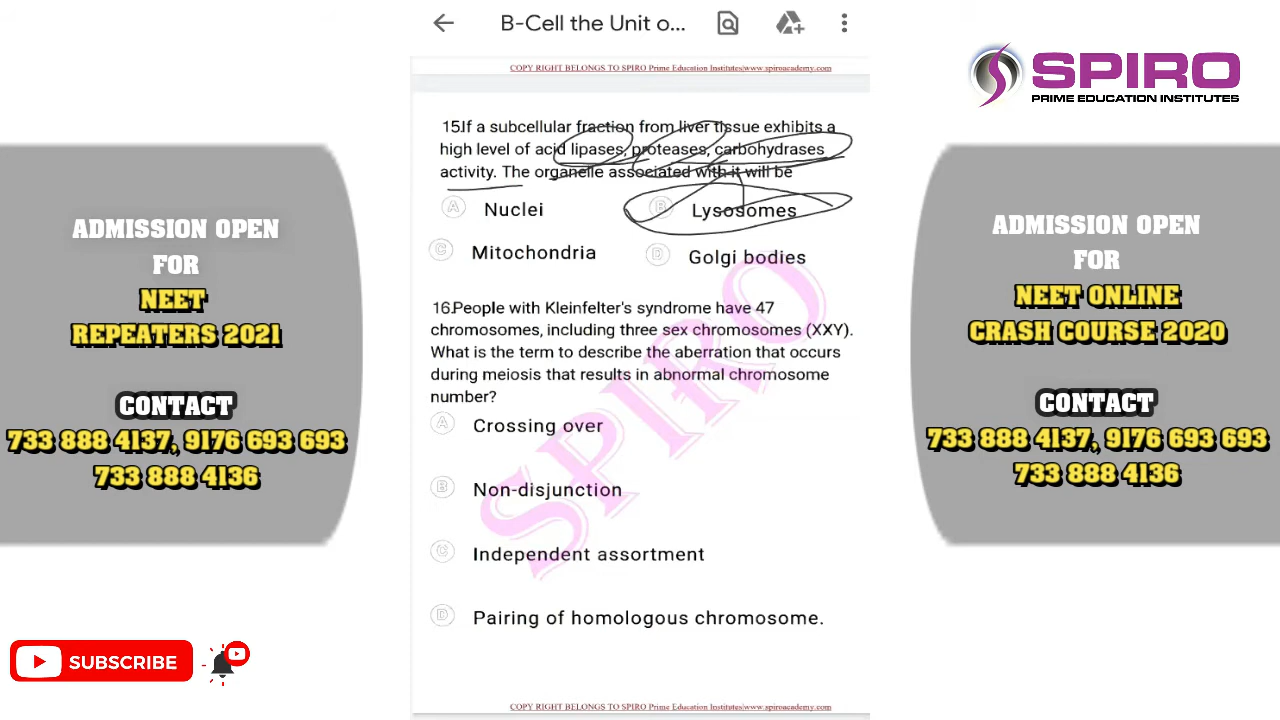 B-Cell the Unit o...
SPIRO
PRIME EDUCATION INSTITUTES
COPY RIGHT BELONGS TO SPIRO Prime Education Institutes|www.spiroacademy.com
15.If a subcellular fraction from liver tissue exhibits a
high level of acid lipases, proteases, carbohydrases
activity. The organelle associated with it will be
A Nuclei
B Lysosomes
C Mitochondria
D Golgi bodies
16.People with Kleinfelter's syndrome have 47
chromosomes, including three sex chromosomes (XXY).
What is the term to describe the aberration that occurs
during meiosis that results in abnormal chromosome
number?
A Crossing over
B Non-disjunction
C Independent assortment
D Pairing of homologous chromosome.
SPIRO
COPY RIGHT BELONGS TO SPIRO Prime Education Institutes|www.spiroacademy.com
ADMISSION OPEN
FOR
NEET
REPEATERS 2021
CONTACT
733 888 4137, 9176 693 693
733 888 4136
ADMISSION OPEN
FOR
NEET ONLINE
CRASH COURSE 2020
CONTACT
733 888 4137, 9176 693 693
733 888 4136
SUBSCRIBE